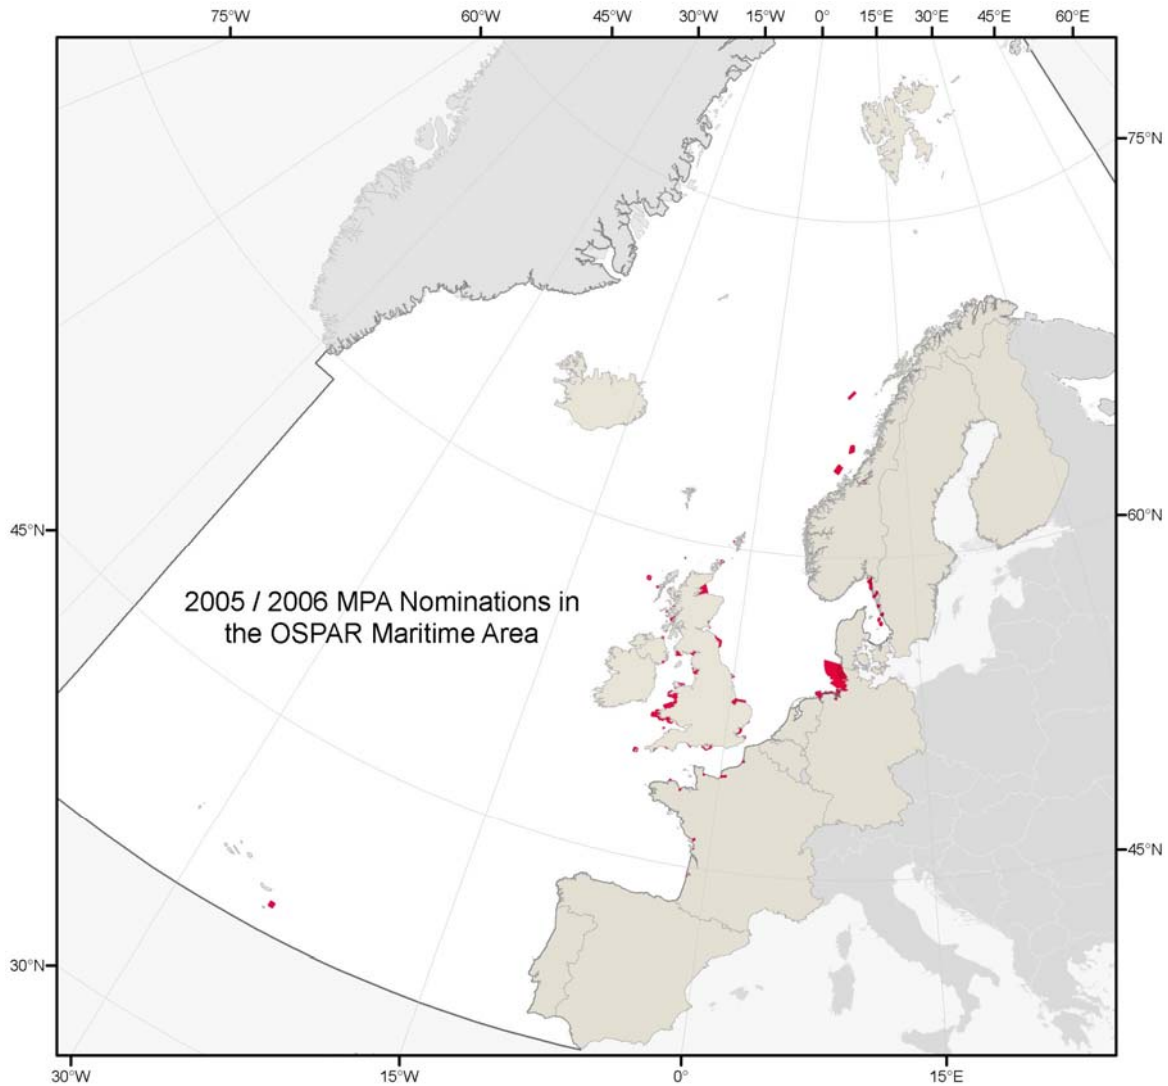 75°W 60°W 45°W 30°W 15°W 0° 15°E 30°E 45°E 60°E
75°N
45°N
60°N
2005 / 2006 MPA Nominations in
the OSPAR Maritime Area
45°N
30°N
30°W 15°W 0° 15°E